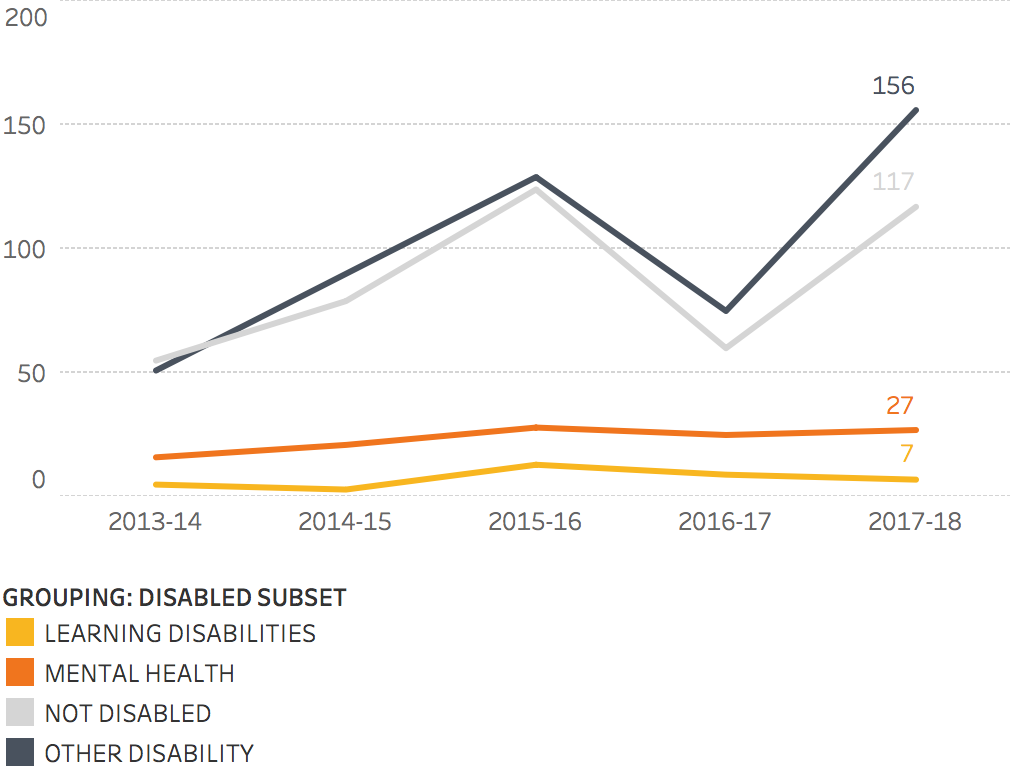 200
156
150
117
100
50
27
7
0
2013-14 2014-15 2015-16 2016-17 2017-18
GROUPING: DISABLED SUBSET
LEARNING DISABILITIES
MENTAL HEALTH
NOT DISABLED
OTHER DISABILITY